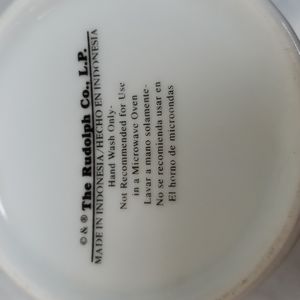 © & ® The Rudolph Co., L.P.
MADE IN INDONESIA/HECHO EN INDONESIA
Hand Wash Only-
Not Recommended for Use
in a Microwave Oven
Lavar a mano solamente-
No se recomienda usar en
El horno de microondas